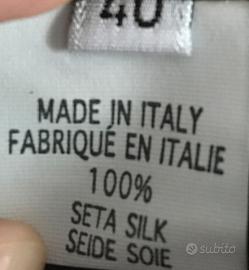 40
MADE IN ITALY
FABRIQUÉ EN ITALIE
100%
SETA SILK
SEIDE SOIE
subito